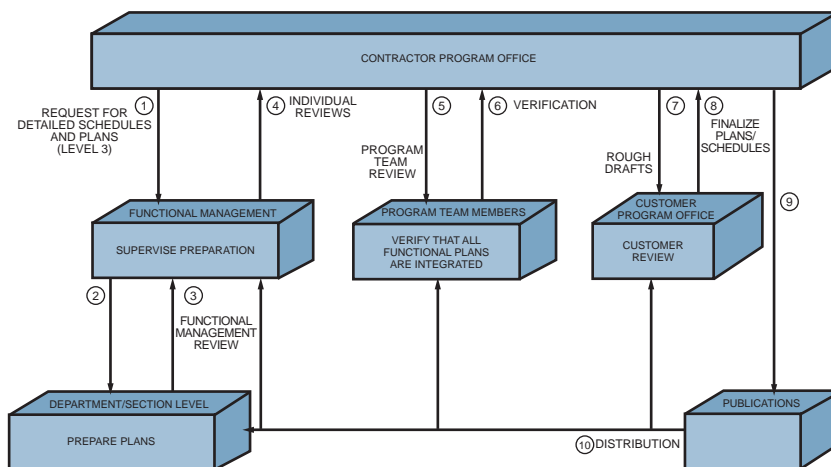 CONTRACTOR PROGRAM OFFICE
1
REQUEST FOR
DETAILED SCHEDULES
AND PLANS
(LEVEL 3)
4
INDIVIDUAL
REVIEWS
5
PROGRAM
TEAM
REVIEW
6
VERIFICATION
7
ROUGH
DRAFTS
8
FINALIZE
PLANS/
SCHEDULES
9
FUNCTIONAL MANAGEMENT
SUPERVISE PREPARATION
PROGRAM TEAM MEMBERS
VERIFY THAT ALL
FUNCTIONAL PLANS
ARE INTEGRATED
CUSTOMER
PROGRAM OFFICE
CUSTOMER
REVIEW
2
3
FUNCTIONAL
MANAGEMENT
REVIEW
DEPARTMENT/SECTION LEVEL
PREPARE PLANS
PUBLICATIONS
10 DISTRIBUTION